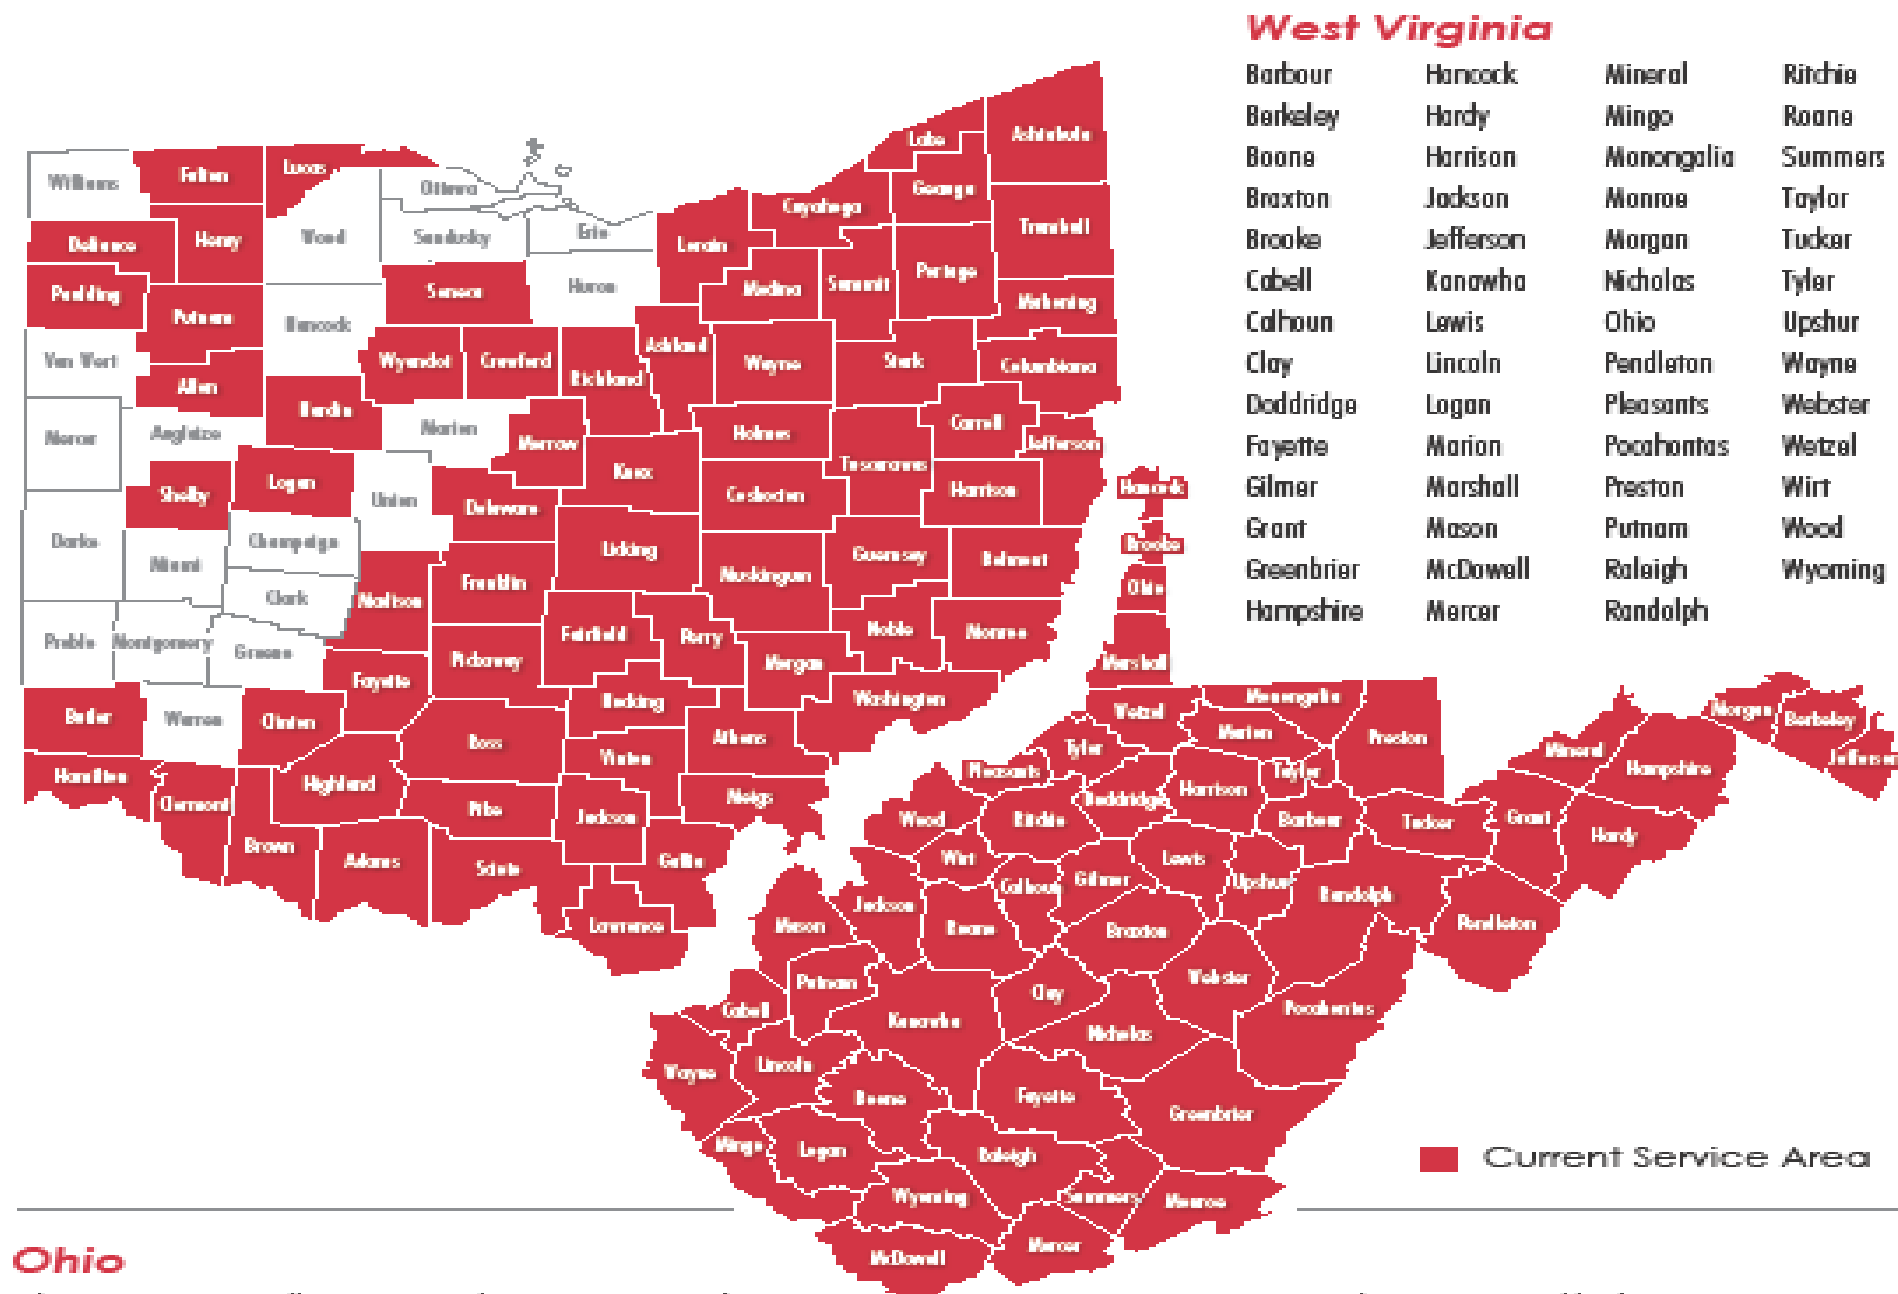 West Virginia
Barbour Hancock Mineral Ritchie
Berkeley Hardy Mingo Roane
Boone Harrison Monongalia Summers
Braxton Jackson Monroe Taylor
Brooke Jefferson Morgan Tucker
Cabell Kanawha Nicholas Tyler
Calhoun Lewis Ohio Upshur
Clay Lincoln Pendleton Wayne
Doddridge Logan Pleasants Webster
Fayette Marion Pocahontas Wetzel
Gilmer Marshall Preston Wirt
Grant Mason Putnam Wood
Greenbrier McDowell Raleigh Wyoming
Hampshire Mercer Randolph
Lake
Ashtabula
Williams
Fulton
Lucas
Ottawa
Geauga
Cuyahoga
Defiance
Henry
Wood
Sandusky
Erie
Lorain
Trumbull
Paulding
Putnam
Hancock
Seneca
Huron
Medina
Summit
Portage
Mahoning
Van Wert
Allen
Wyandot
Crawford
Richland
Ashland
Wayne
Stark
Columbiana
Mercer
Auglaize
Hardin
Marion
Morrow
Holmes
Carroll
Jefferson
Shelby
Logan
Union
Delaware
Knox
Coshocton
Tuscarawas
Harrison
Hancock
Darke
Miami
Champaign
Clark
Madison
Franklin
Licking
Muskingum
Guernsey
Belmont
Brooke
Ohio
Preble
Montgomery
Greene
Fayette
Pickaway
Fairfield
Perry
Morgan
Noble
Monroe
Marshall
Butler
Warren
Clinton
Ross
Hocking
Vinton
Athens
Washington
Hamilton
Clermont
Highland
Pike
Jackson
Meigs
Brown
Adams
Scioto
Gallia
Lawrence
Wetzel
Monongalia
Marion
Preston
Tyler
Pleasants
Doddridge
Harrison
Taylor
Mineral
Hampshire
Morgan
Berkeley
Jefferson
Wood
Ritchie
Barbour
Tucker
Grant
Hardy
Wirt
Calhoun
Gilmer
Lewis
Upshur
Randolph
Pendleton
Mason
Jackson
Roane
Braxton
Webster
Pocahontas
Putnam
Cabell
Kanawha
Clay
Nicholas
Wayne
Lincoln
Boone
Fayette
Greenbrier
Mingo
Logan
Raleigh
Wyoming
Summers
Monroe
McDowell
Mercer
Current Service Area
Ohio